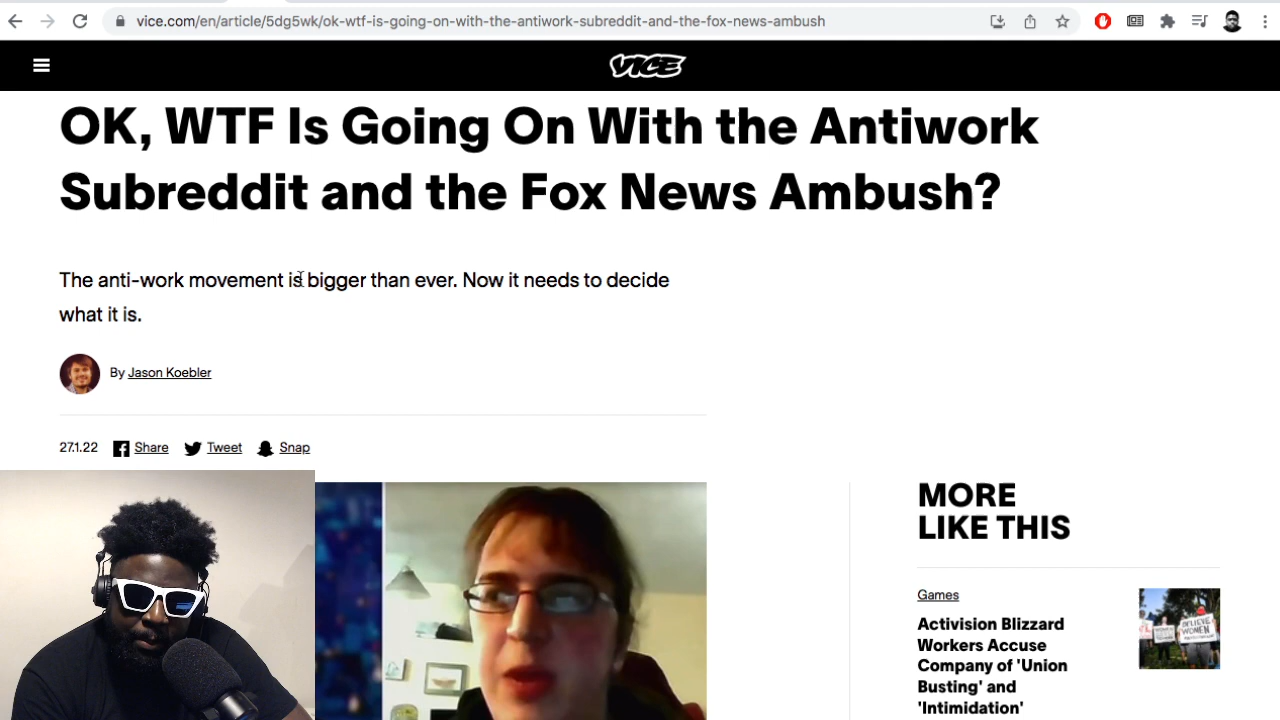 vice.com/en/article/5dg5wk/ok-wtf-is-going-on-with-the-antiwork-subreddit-and-the-fox-news-ambush
VICE
OK, WTF Is Going On With the Antiwork
Subreddit and the Fox News Ambush?
The anti-work movement is bigger than ever. Now it needs to decide
what it is.
By Jason Koebler
27.1.22 Share Tweet Snap
MORE
LIKE THIS
Games
Activision Blizzard
Workers Accuse
Company of 'Union
Busting' and
'Intimidation'
BELIEVE
WOMEN